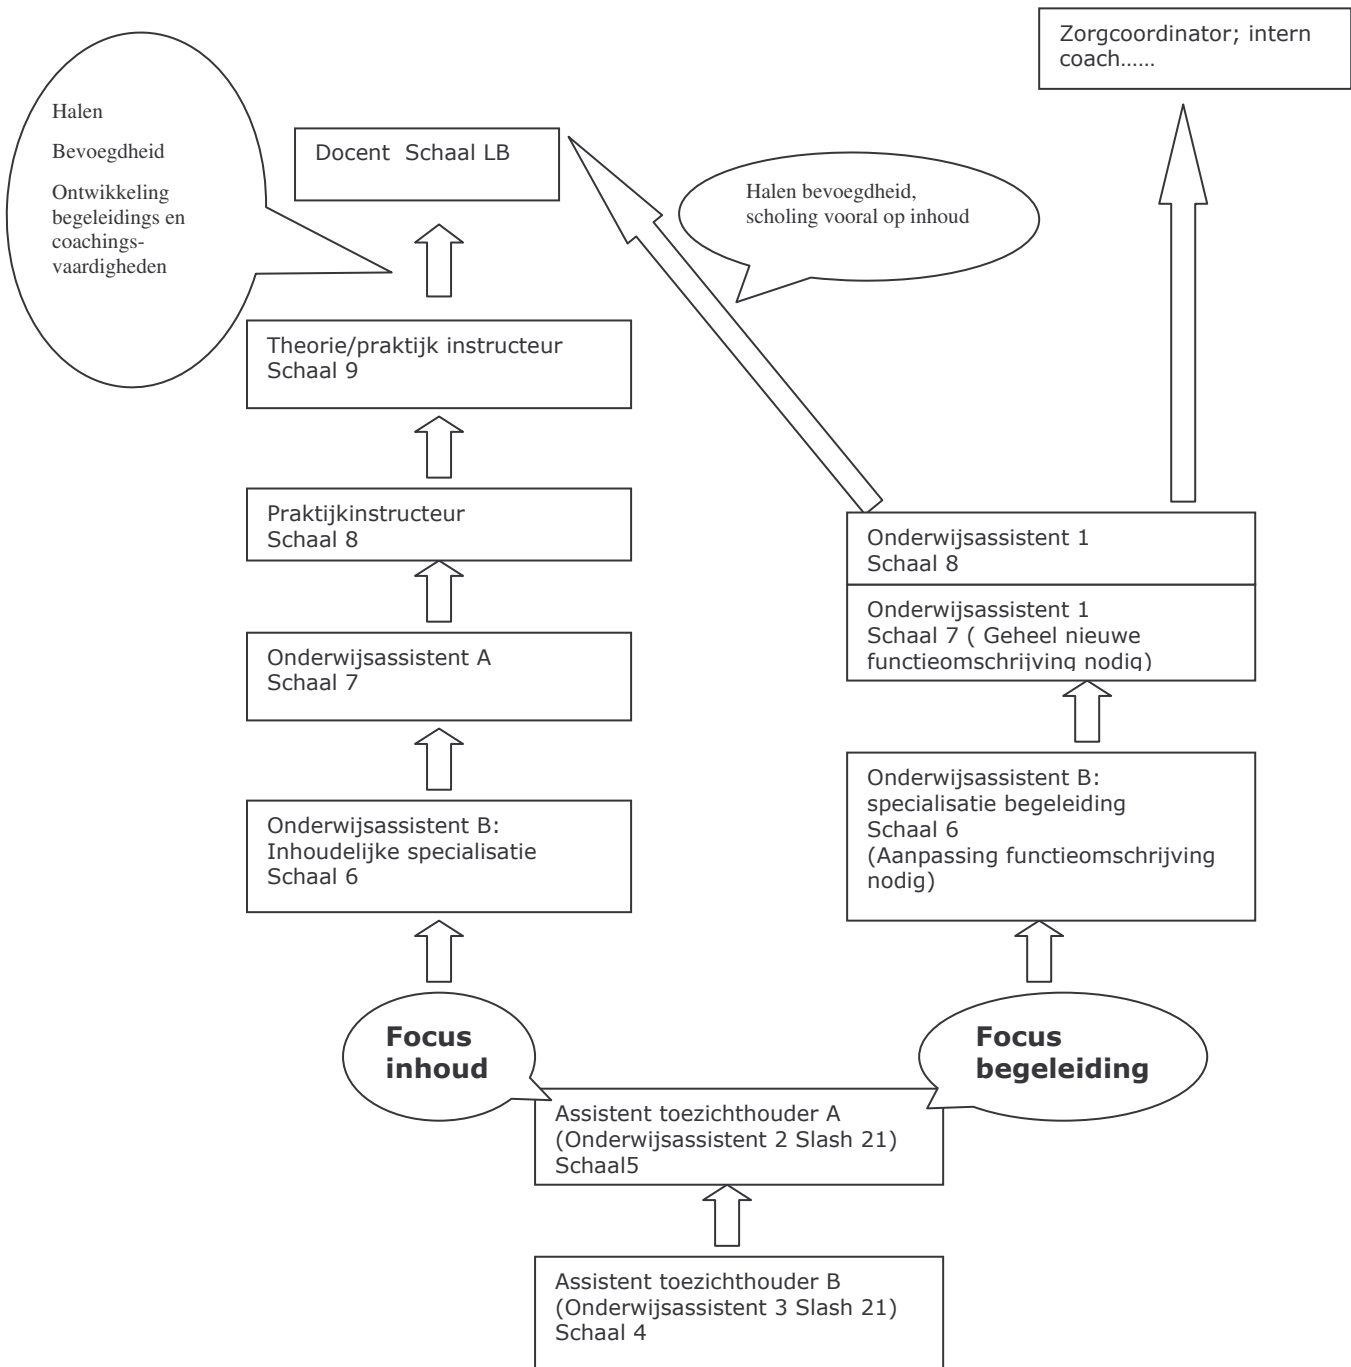 Zorgcoordinator; intern
coach......
Halen
Bevoegdheid
Ontwikkeling
begeleidings en
coachings-
vaardigheden
Docent  Schaal LB
Halen bevoegdheid,
scholing vooral op inhoud
Theorie/praktijk instructeur
Schaal 9
Praktijkinstructeur
Schaal 8
Onderwijsassistent 1
Schaal 8
Onderwijsassistent 1
Schaal 7 ( Geheel nieuwe
functieomschrijving nodig)
Onderwijsassistent A
Schaal 7
Onderwijsassistent B:
Inhoudelijke specialisatie
Schaal 6
Onderwijsassistent B:
specialisatie begeleiding
Schaal 6
(Aanpassing functieomschrijving
nodig)
Focus
inhoud
Focus
begeleiding
Assistent toezichthouder A
(Onderwijsassistent 2 Slash 21)
Schaal5
Assistent toezichthouder B
(Onderwijsassistent 3 Slash 21)
Schaal 4